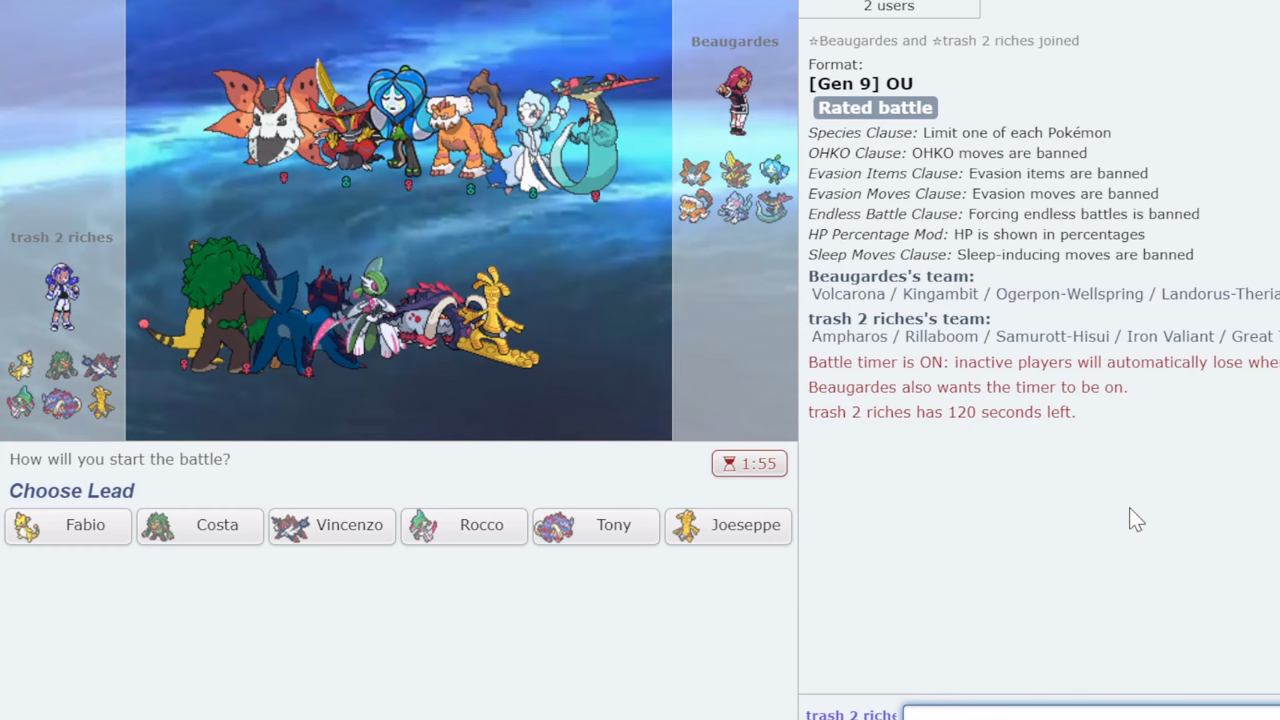 2 users
Beaugardes
trash 2 riches
☆Beaugardes and ☆trash 2 riches joined
Format:
[Gen 9] OU
Rated battle
Species Clause: Limit one of each Pokémon
OHKO Clause: OHKO moves are banned
Evasion Items Clause: Evasion items are banned
Evasion Moves Clause: Evasion moves are banned
Endless Battle Clause: Forcing endless battles is banned
HP Percentage Mod: HP is shown in percentages
Sleep Moves Clause: Sleep-inducing moves are banned
Beaugardes's team:
Volcarona / Kingambit / Ogerpon-Wellspring / Landorus-Theria
trash 2 riches's team:
Ampharos / Rillaboom / Samurott-Hisui / Iron Valiant / Great
Battle timer is ON: inactive players will automatically lose whe
Beaugardes also wants the timer to be on.
trash 2 riches has 120 seconds left.
How will you start the battle?
1:55
Choose Lead
Fabio Costa Vincenzo Rocco Tony Joeseppe
trash 2 riche